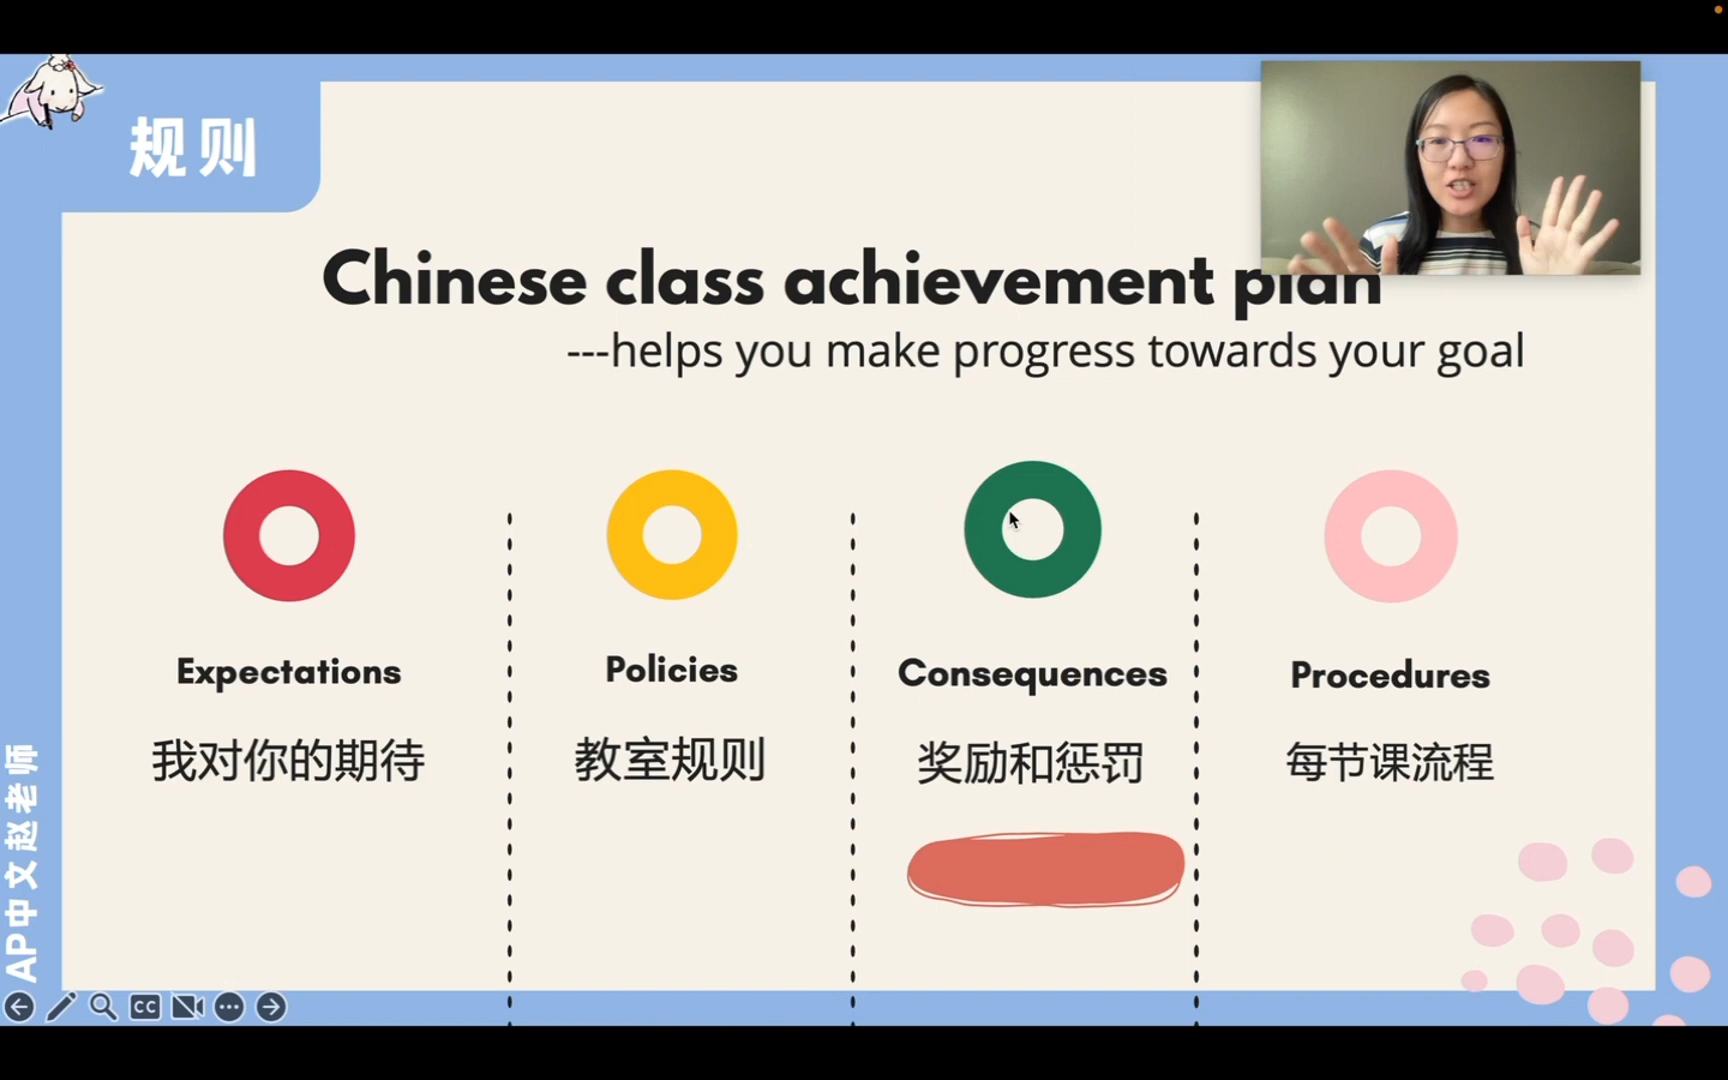 规则
Chinese class achievement plan
---helps you make progress towards your goal
Expectations
Policies
Consequences
Procedures
我对你的期待
教室规则
奖励和惩罚
每节课流程
AP中文赵老师
CC